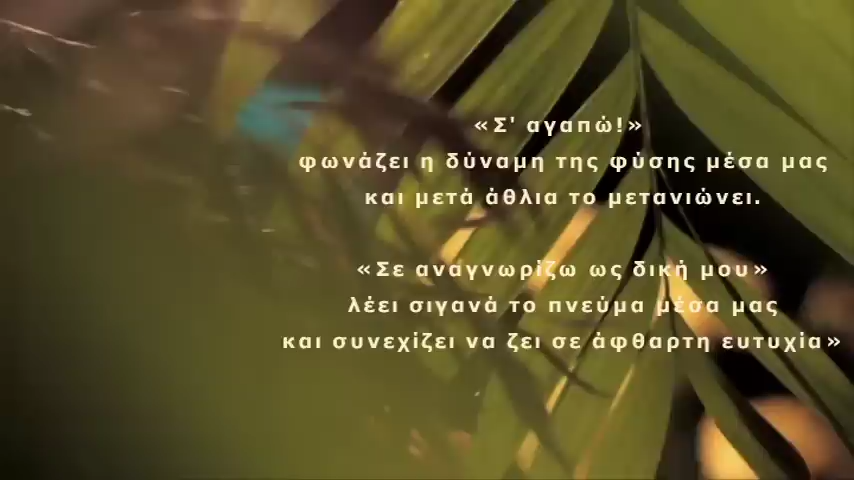 «Σ' αγαπώ!»
φωνάζει η δύναμη της φύσης μέσα μας
και μετά άθλια το μετανιώνει.
«Σε αναγνωρίζω ως δική μου»
λέει σιγανά το πνεύμα μέσα μας
και συνεχίζει να ζει σε άφθαρτη ευτυχία»